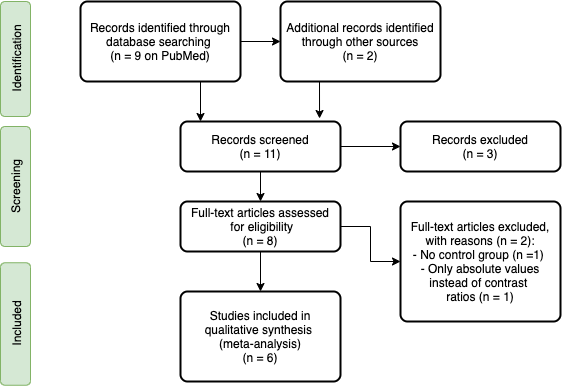 Identification
Records identified through
database searching
(n = 9 on PubMed)
Additional records identified
through other sources
(n = 2)
Screening
Records screened
(n = 11)
Records excluded
(n = 3)
Full-text articles assessed
for eligibility
(n = 8)
Full-text articles excluded,
with reasons (n = 2):
- No control group (n =1)
- Only absolute values
instead of contrast
ratios (n = 1)
Included
Studies included in
qualitative synthesis
(meta-analysis)
(n = 6)